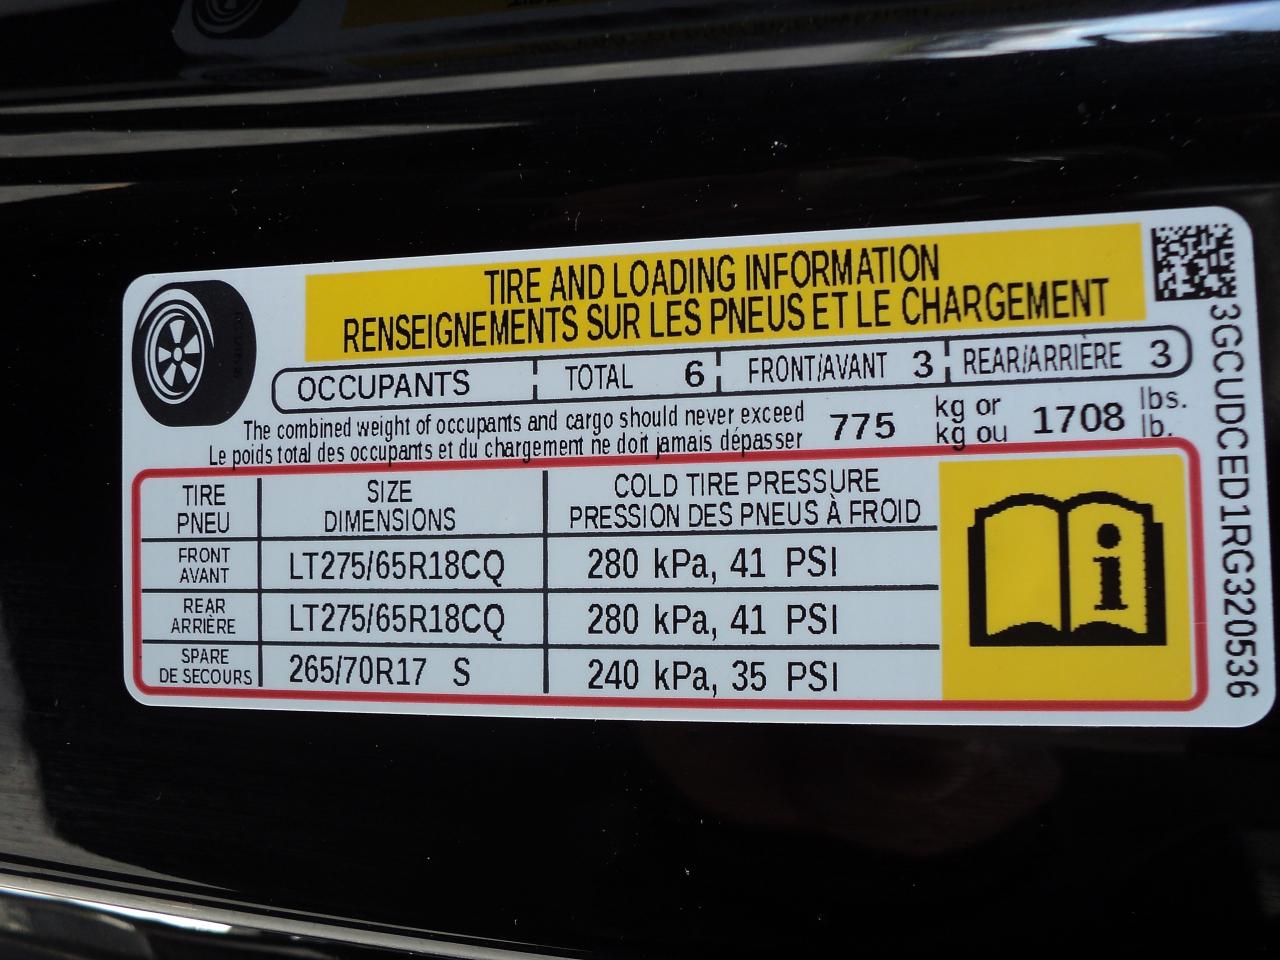 TIRE AND LOADING INFORMATION
RENSEIGNEMENTS SUR LES PNEUS ET LE CHARGEMENT
OCCUPANTS TOTAL 6 FRONT/AVANT 3 REAR/ARRIÈRE 3
The combined weight of occupants and cargo should never exceed 775 kg or 1708 lbs.
Le poids total des occupants et du chargement ne doit jamais dépasser kg ou lb.
TIRE SIZE COLD TIRE PRESSURE
PNEU DIMENSIONS PRESSION DES PNEUS À FROID
FRONT
AVANT LT275/65R18CQ 280 kPa, 41 PSI
REAR
ARRIÈRE LT275/65R18CQ 280 kPa, 41 PSI
SPARE
DE SECOURS 265/70R17 S 240 kPa, 35 PSI
i
3GCUDCED1RG320536